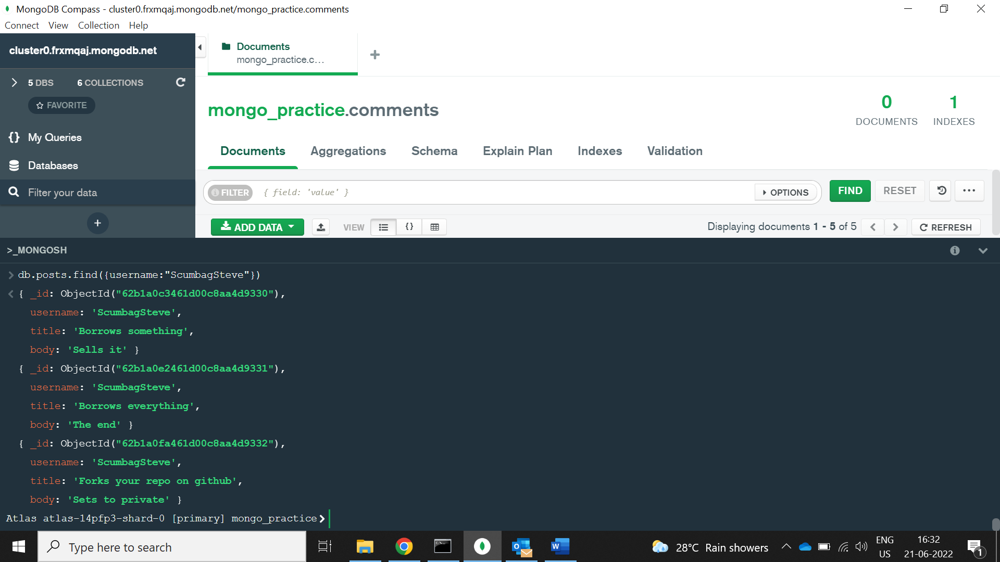 MongoDB Compass - cluster0.frxmqaj.mongodb.net/mongo_practice.comments
Connect View Collection Help
cluster0.frxmqaj.mongodb.net
5 DBS 6 COLLECTIONS
FAVORITE
{} My Queries
Databases
Filter your data
+
Documents
mongo_practice.c...
+
mongo_practice.comments
0
DOCUMENTS
1
INDEXES
Documents Aggregations Schema Explain Plan Indexes Validation
FILTER { field: 'value' } OPTIONS FIND RESET ...
ADD DATA VIEW {} Displaying documents 1 - 5 of 5 < > REFRESH
>_MONGOSH
> db.posts.find({username:"ScumbagSteve"})
< { _id: ObjectId("62b1a0c3461d00c8aa4d9330"),
username: 'ScumbagSteve',
title: 'Borrows something',
body: 'Sells it' }
{ _id: ObjectId("62b1a0e2461d00c8aa4d9331"),
username: 'ScumbagSteve',
title: 'Borrows everything',
body: 'The end' }
{ _id: ObjectId("62b1a0fa461d00c8aa4d9332"),
username: 'ScumbagSteve',
title: 'Forks your repo on github',
body: 'Sets to private' }
Atlas atlas-14pfp3-shard-0 [primary] mongo_practice>
Type here to search
28°C Rain showers
ENG
US
16:32
21-06-2022
1